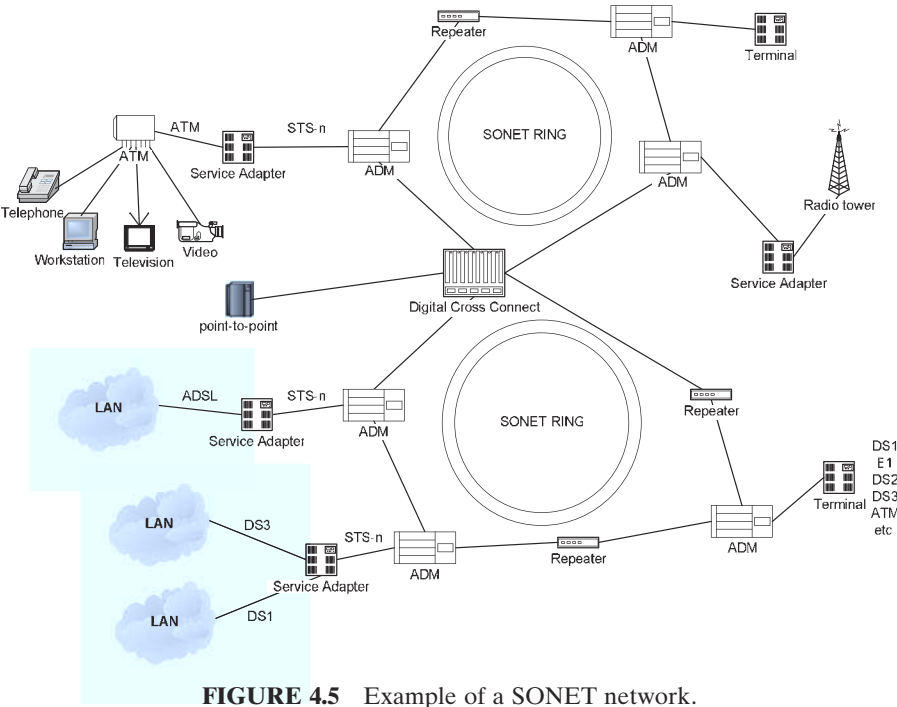 Repeater
ADM
Terminal
ATM
STS-n
SONET RING
ATM
Service Adapter
ADM
ADM
Telephone
Radio tower
Workstation
Television
Video
Service Adapter
Digital Cross Connect
point-to-point
ADSL
STS-n
LAN
Repeater
SONET RING
Service Adapter
ADM
DS1
E1
DS2
DS3
ATM
etc
Terminal
LAN
DS3
STS-n
ADM
Repeater
ADM
Service Adapter
LAN
DS1
FIGURE 4.5 Example of a SONET network.